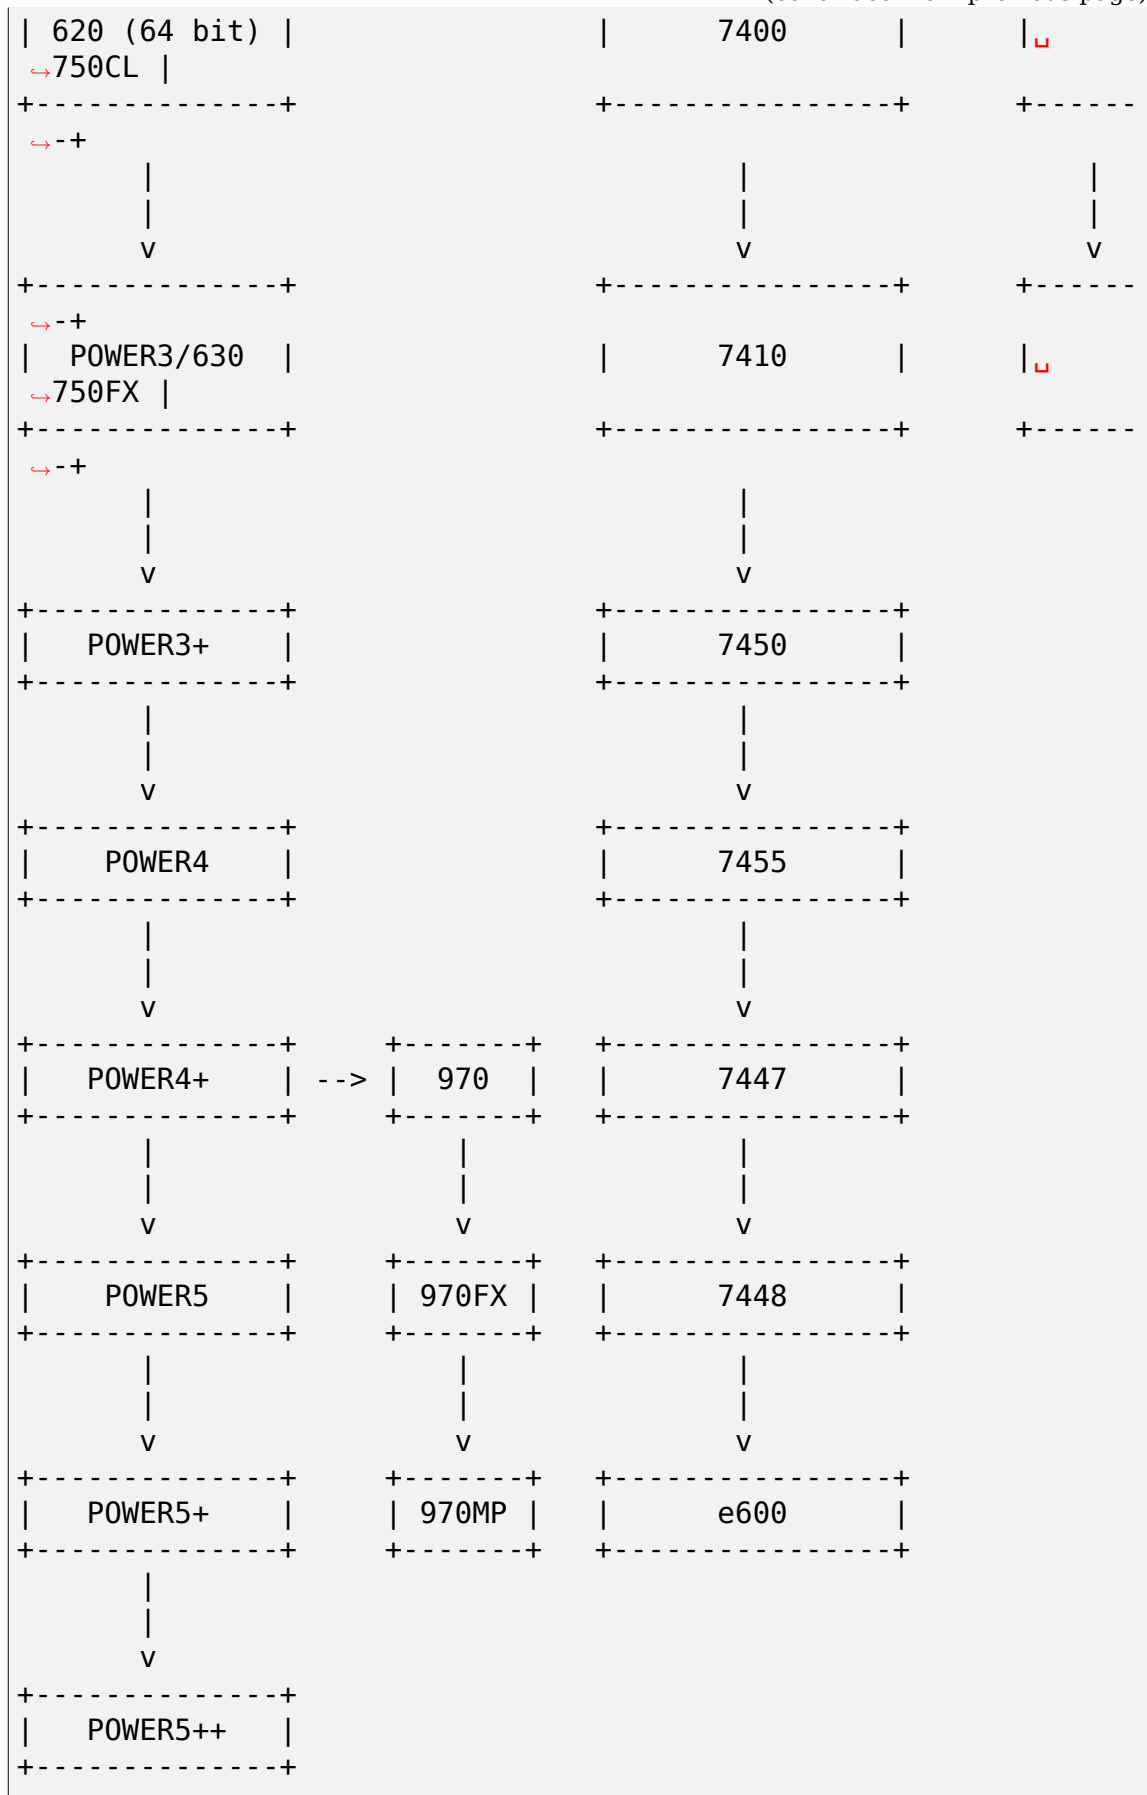 | 620 (64 bit) |                 |      7400      |      |␣
↪750CL |
+--------------+                 +----------------+      +------
↪-+
       |                                 |                   |
       |                                 |                   |
       v                                 v                   v
+--------------+                 +----------------+      +------
↪-+
|  POWER3/630  |                 |      7410      |      |␣
↪750FX |
+--------------+                 +----------------+      +------
↪-+
       |                                 |
       |                                 |
       v                                 v
+--------------+                 +----------------+
|   POWER3+    |                 |      7450      |
+--------------+                 +----------------+
       |                                 |
       |                                 |
       v                                 v
+--------------+                 +----------------+
|    POWER4    |                 |      7455      |
+--------------+                 +----------------+
       |                                 |
       |                                 |
       v                                 v
+--------------+     +-------+   +----------------+
|   POWER4+    | --> |  970  |   |      7447      |
+--------------+     +-------+   +----------------+
       |                 |               |
       |                 |               |
       v                 v               v
+--------------+     +-------+   +----------------+
|    POWER5    |     | 970FX |   |      7448      |
+--------------+     +-------+   +----------------+
       |                 |               |
       |                 |               |
       v                 v               v
+--------------+     +-------+   +----------------+
|   POWER5+    |     | 970MP |   |      e600      |
+--------------+     +-------+   +----------------+
       |
       |
       v
+--------------+
|   POWER5++   |
+--------------+